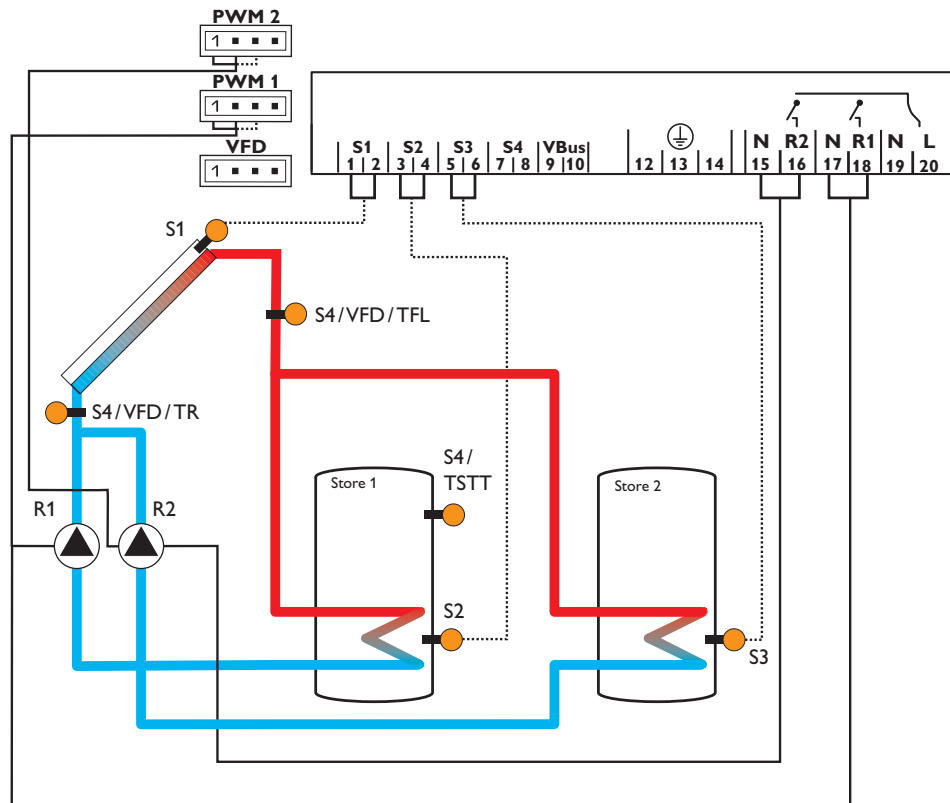 PWM 2
1
PWM 1
1
VFD
1
S1 S2 S3 S4 VBus
1 2 3 4 5 6 7 8 9 10
12 13 14
N R2 N R1 N L
15 16 17 18 19 20
S1
S4 / VFD / TFL
S4 / VFD / TR
S4 /
TSTT
Store 1
Store 2
R1
R2
S2
S3